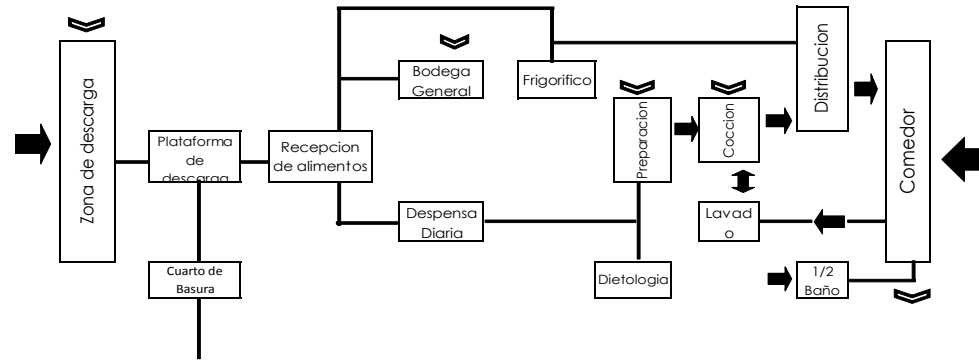 Zona de descarga
Plataforma
de
descarga
Cuarto de
Basura
Recepcion
de alimentos
Bodega
General
Despensa
Diaria
Frigorifico
Preparacion
Dietologia
Coccion
Lavad
o
Distribucion
1/2
Baño
Comedor